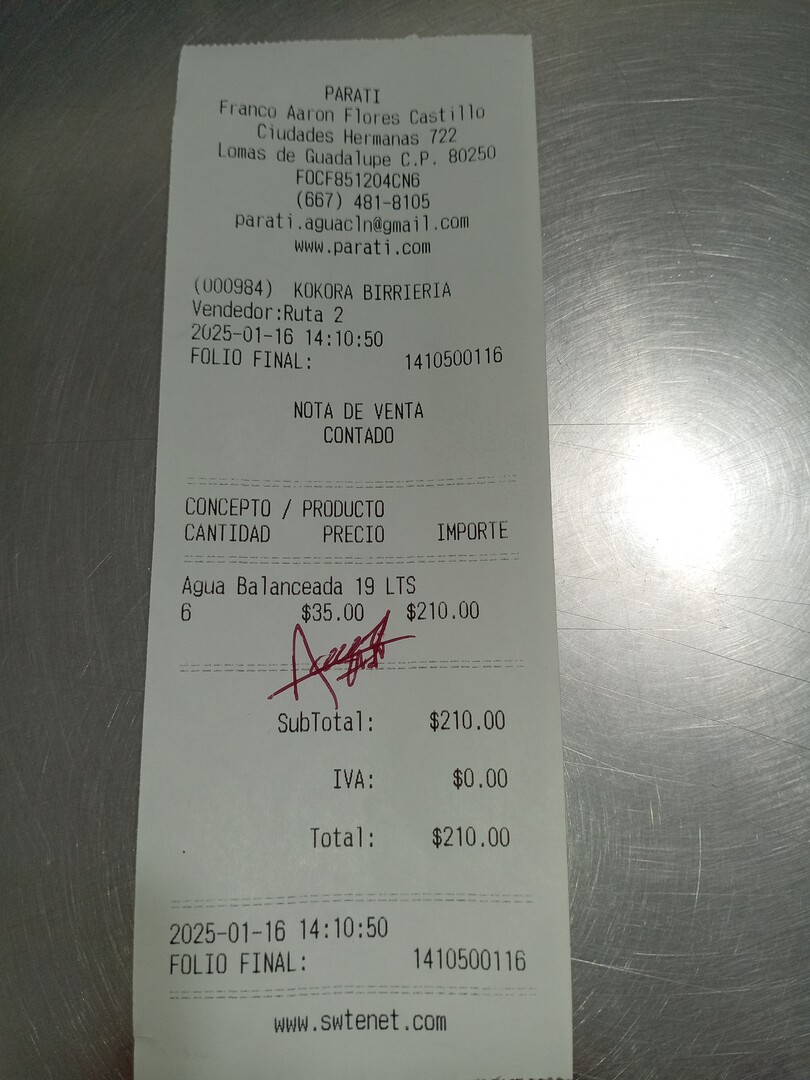 PARATI
Franco Aaron Flores Castillo
Ciudades Hermanas 722
Lomas de Guadalupe C.P. 80250
FOCF851204CN6
(667) 481-8105
parati.aguacln@gmail.com
www.parati.com
(000984) KOKORA BIRRIERIA
Vendedor:Ruta 2
2025-01-16 14:10:50
FOLIO FINAL: 1410500116
NOTA DE VENTA
CONTADO
CONCEPTO / PRODUCTO
CANTIDAD PRECIO IMPORTE
Agua Balanceada 19 LTS
6 $35.00 $210.00
SubTotal: $210.00
IVA: $0.00
Total: $210.00
2025-01-16 14:10:50
FOLIO FINAL: 1410500116
www.swtenet.com